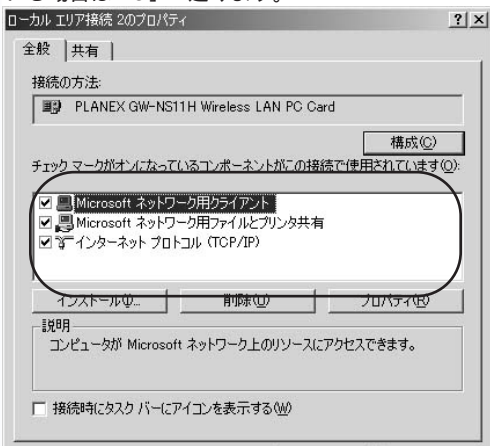 ローカル エリア接続 2のプロパティ
全般
共有
接続の方法:
PLANEX GW-NS11H Wireless LAN PC Card
構成(C)
チェック マークがオンになっているコンポーネントがこの接続で使用されています(O):
Microsoft ネットワーク用クライアント
Microsoft ネットワーク用ファイルとプリンタ共有
インターネット プロトコル (TCP/IP)
インストール(I)...
削除(U)
プロパティ(R)
説明
コンピュータが Microsoft ネットワーク上のリソースにアクセスできます。
接続時にタスク バーにアイコンを表示する(W)